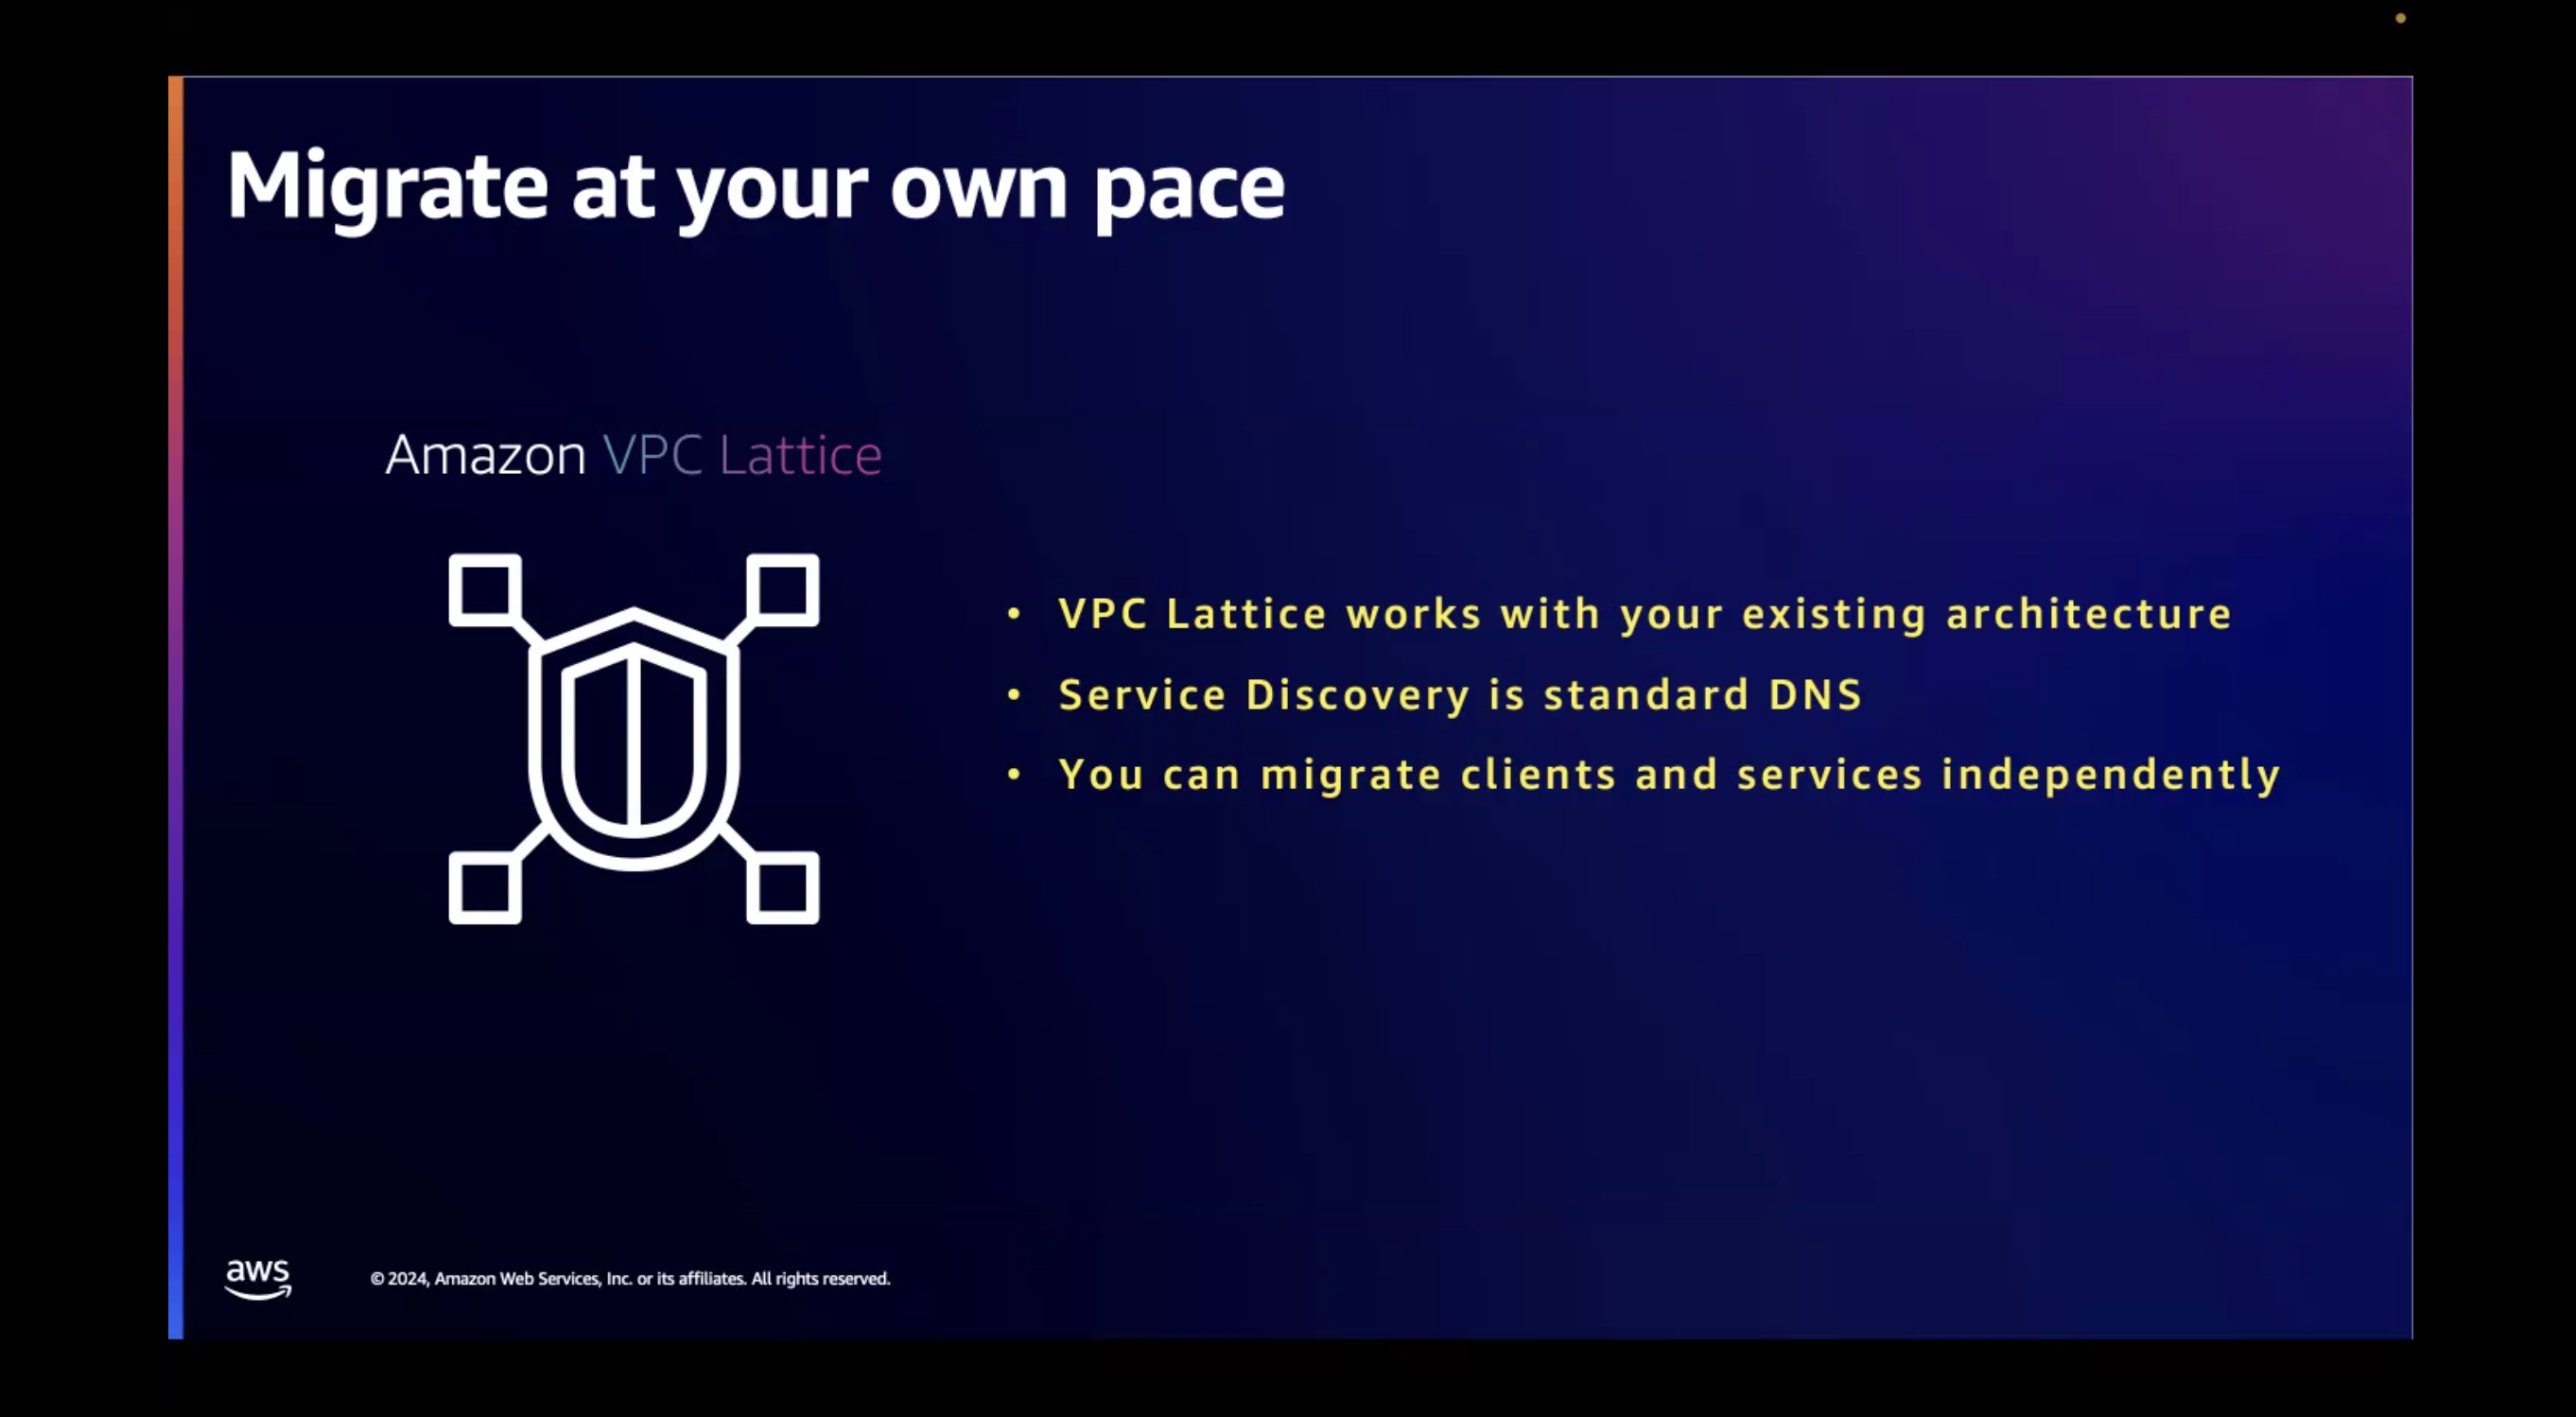 Migrate at your own pace
Amazon VPC Lattice
• VPC Lattice works with your existing architecture
• Service Discovery is standard DNS
• You can migrate clients and services independently
aws
© 2024, Amazon Web Services, Inc. or its affiliates. All rights reserved.